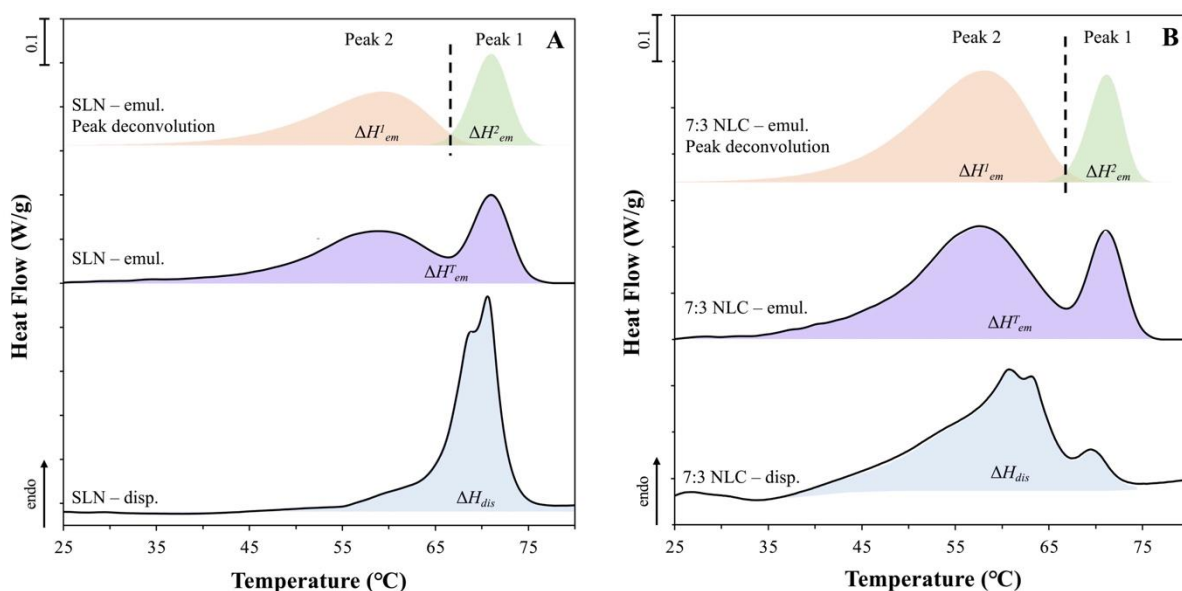 0.1
Peak 2
Peak 1
A
SLN – emul.
Peak deconvolution
ΔH¹em
ΔH²em
SLN – emul.
ΔHᵀem
SLN – disp.
ΔHdis
endo
Heat Flow (W/g)
25
35
45
55
65
75
Temperature (℃)
0.1
Peak 2
Peak 1
B
7:3 NLC – emul.
Peak deconvolution
ΔH¹em
ΔH²em
7:3 NLC – emul.
ΔHᵀem
7:3 NLC – disp.
ΔHdis
endo
Heat Flow (W/g)
25
35
45
55
65
75
Temperature (℃)